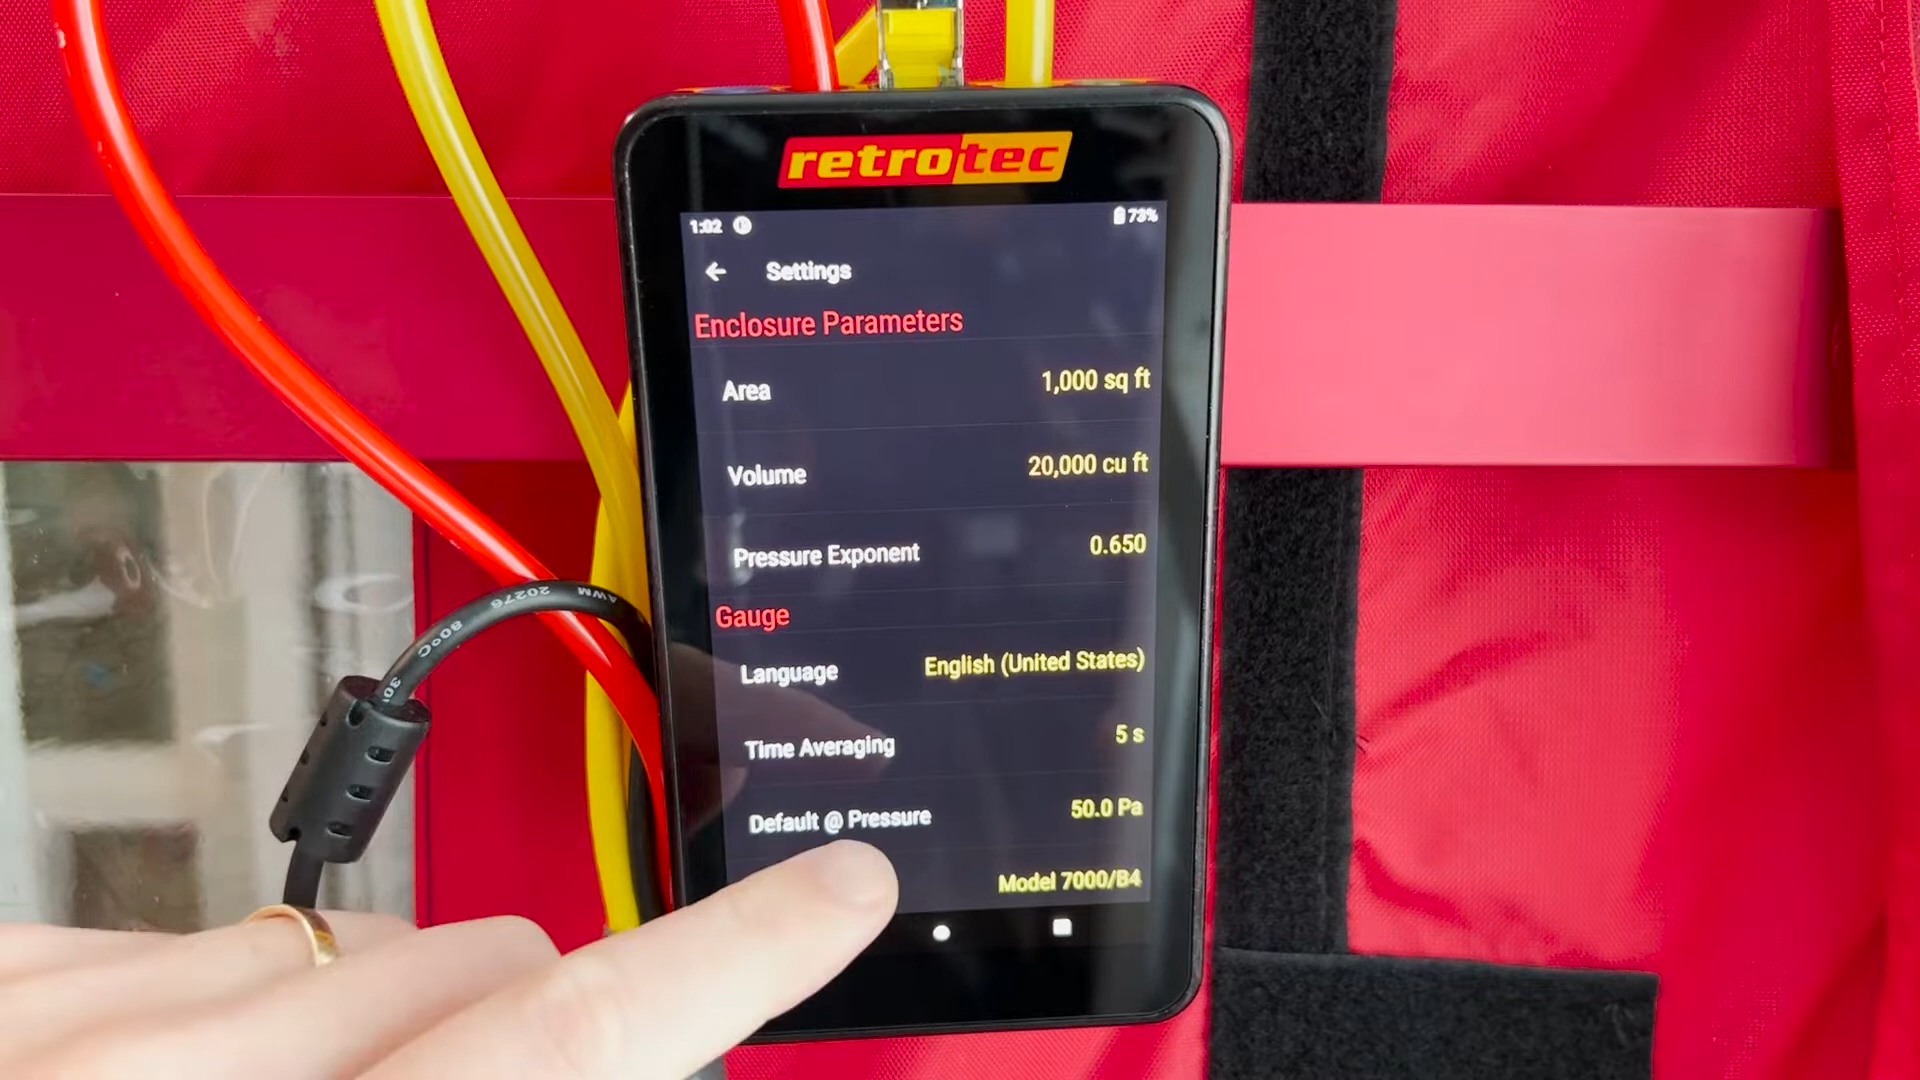 retrotec
1:02 73%
Settings
Enclosure Parameters
Area 1,000 sq ft
Volume 20,000 cu ft
Pressure Exponent 0.650
Gauge
Language English (United States)
Time Averaging 5 s
Default @ Pressure 50.0 Pa
Model 7000/B4
AWM 20276 80°C 30